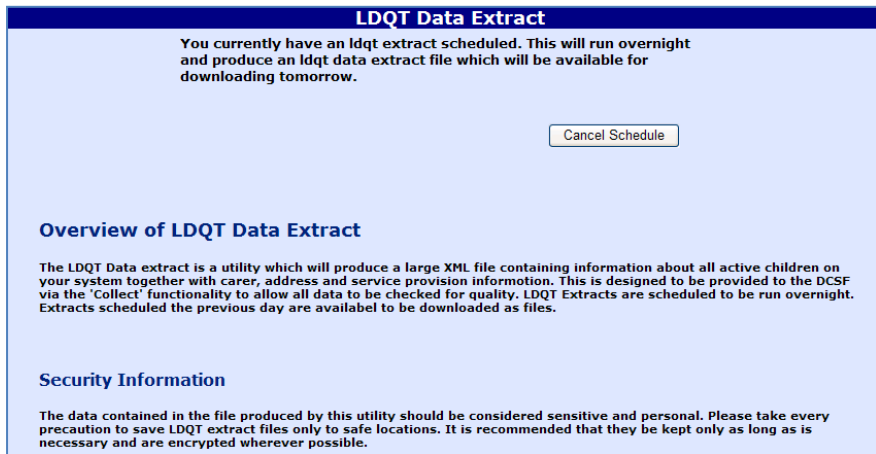 LDQT Data Extract
You currently have an ldqt extract scheduled. This will run overnight
and produce an ldqt data extract file which will be available for
downloading tomorrow.
Cancel Schedule
Overview of LDQT Data Extract
The LDQT Data extract is a utility which will produce a large XML file containing information about all active children on
your system together with carer, address and service provision informotion. This is designed to be provided to the DCSF
via the 'Collect' functionality to allow all data to be checked for quality. LDQT Extracts are scheduled to be run overnight.
Extracts scheduled the previous day are availabel to be downloaded as files.
Security Information
The data contained in the file produced by this utility should be considered sensitive and personal. Please take every
precaution to save LDQT extract files only to safe locations. It is recommended that they be kept only as long as is
necessary and are encrypted wherever possible.